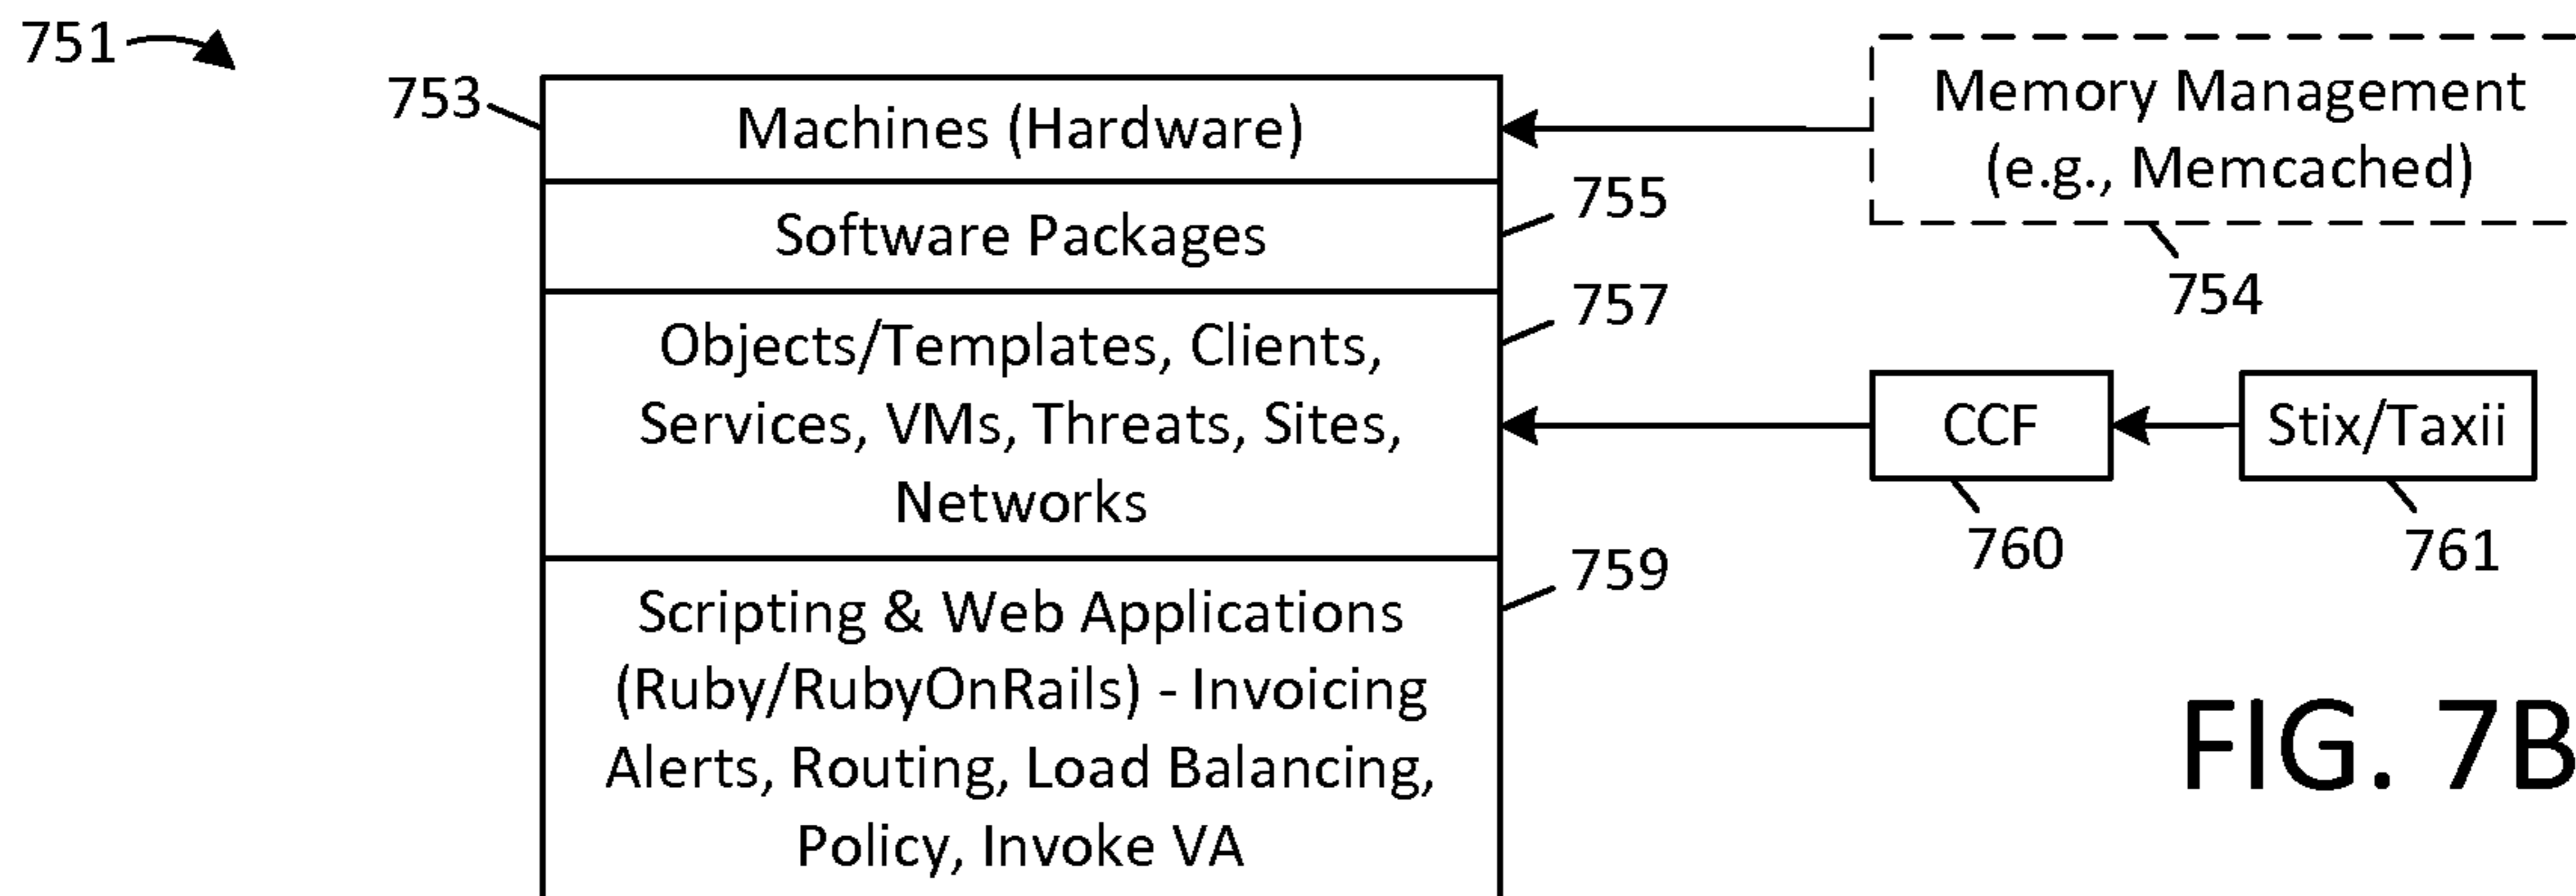 751
753
Machines (Hardware)
Memory Management
(e.g., Memcached)
754
755
Software Packages
757
Objects/Templates, Clients,
Services, VMs, Threats, Sites,
Networks
CCF
760
Stix/Taxii
761
759
Scripting & Web Applications
(Ruby/RubyOnRails) - Invoicing
Alerts, Routing, Load Balancing,
Policy, Invoke VA
FIG. 7B